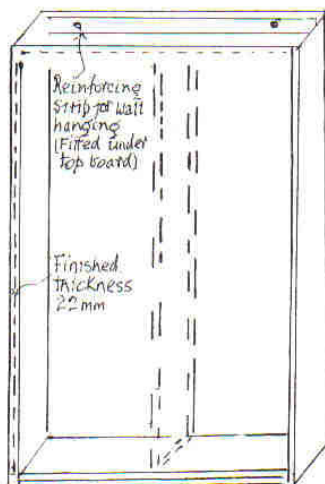 Reinforcing
Strip for wall
hanging
(Fitted under
top board)
Finished
thickness
22mm